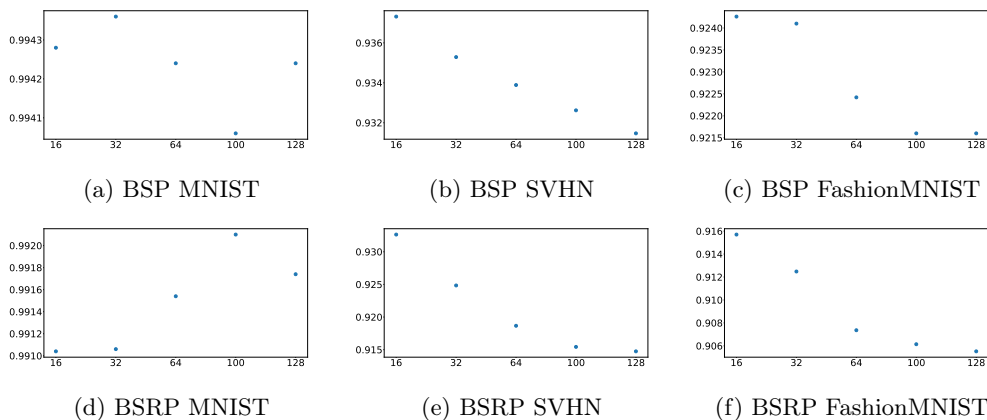 0.9943
0.9942
0.9941
16 32 64 100 128
(a) BSP MNIST
0.936
0.934
0.932
16 32 64 100 128
(b) BSP SVHN
0.9240
0.9235
0.9230
0.9225
0.9220
0.9215
16 32 64 100 128
(c) BSP FashionMNIST
0.9920
0.9918
0.9916
0.9914
0.9912
0.9910
16 32 64 100 128
(d) BSRP MNIST
0.930
0.925
0.920
0.915
16 32 64 100 128
(e) BSRP SVHN
0.916
0.914
0.912
0.910
0.908
0.906
16 32 64 100 128
(f) BSRP FashionMNIST